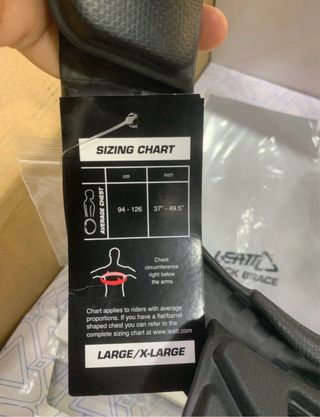 SIZING CHART
cm
inch
AVERAGE CHEST
94 - 126
37" - 49.5"
Chest
circumference
right below
the arms
Chart applies to riders with average
proportions. If you have a flat/barrel
shaped chest you can refer to the
complete sizing chart at www.leatt.com
LARGE/X-LARGE
LEATT
CK BRACE